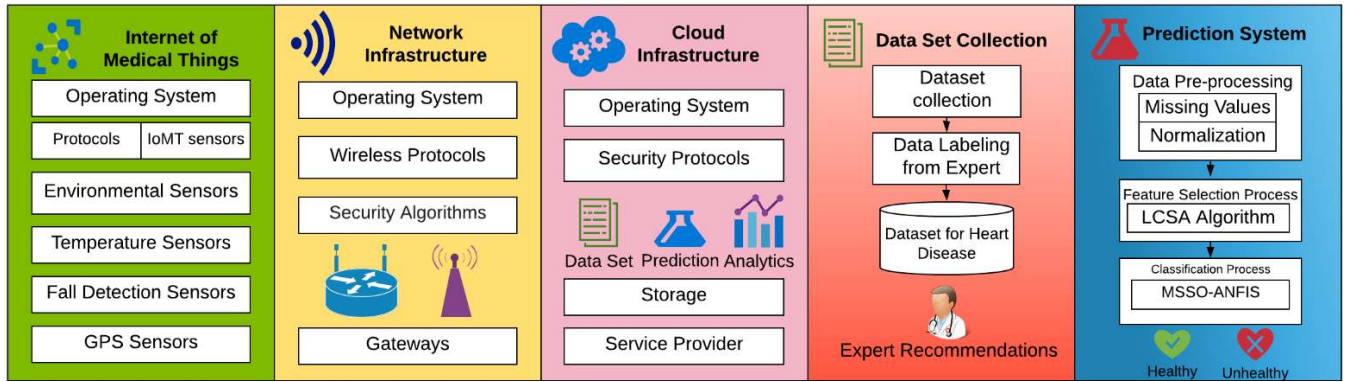 Internet of
Medical Things
Operating System
Protocols
IoMT sensors
Environmental Sensors
Temperature Sensors
Fall Detection Sensors
GPS Sensors
Network
Infrastructure
Operating System
Wireless Protocols
Security Algorithms
Gateways
Cloud
Infrastructure
Operating System
Security Protocols
Data Set
Prediction
Analytics
Storage
Service Provider
Data Set Collection
Dataset
collection
Data Labeling
from Expert
Dataset for Heart
Disease
Expert Recommendations
Prediction System
Data Pre-processing
Missing Values
Normalization
Feature Selection Process
LCSA Algorithm
Classification Process
MSSO-ANFIS
Healthy
Unhealthy